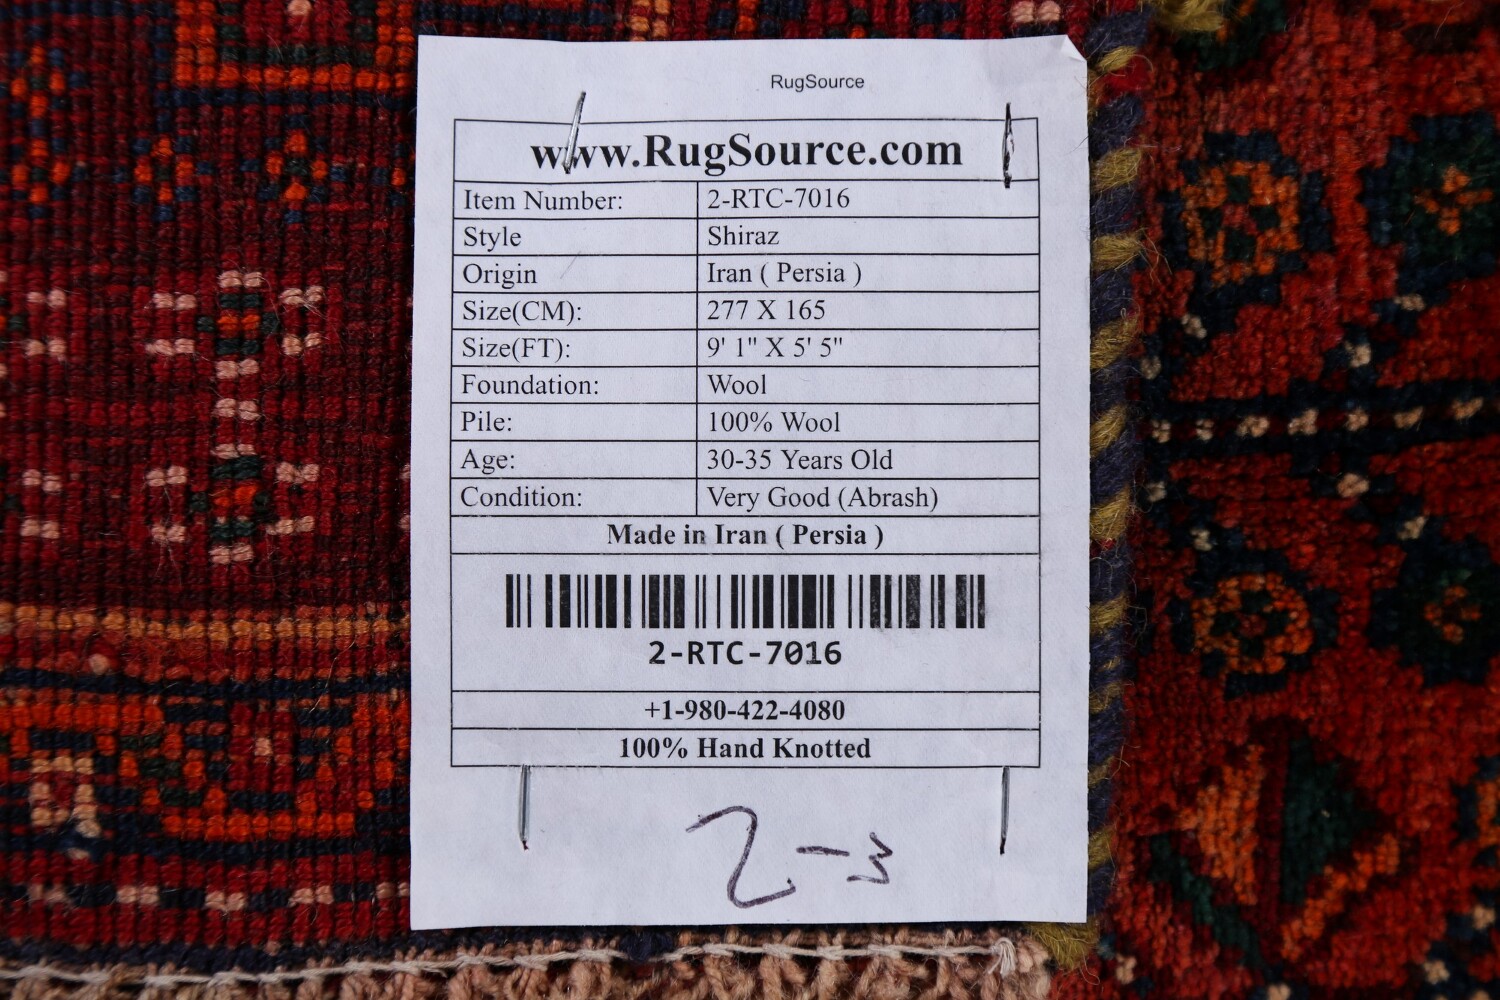 RugSource
www.RugSource.com
Item Number: 2-RTC-7016
Style Shiraz
Origin Iran ( Persia )
Size(CM): 277 X 165
Size(FT): 9' 1" X 5' 5"
Foundation: Wool
Pile: 100% Wool
Age: 30-35 Years Old
Condition: Very Good (Abrash)
Made in Iran ( Persia )
2-RTC-7016
+1-980-422-4080
100% Hand Knotted
2-3